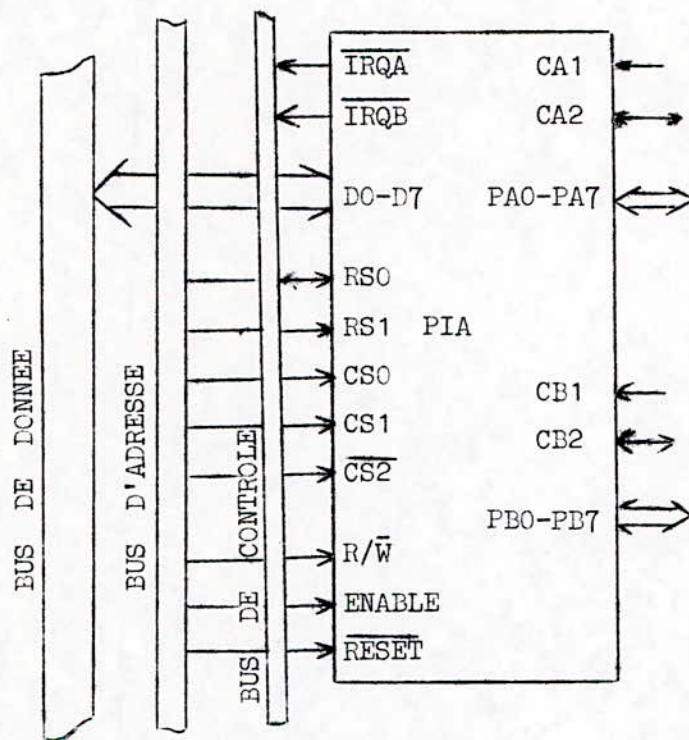 IRQA CA1
IRQB CA2
D0-D7 PA0-PA7
RS0
RS1 PIA
CS0 CB1
CS1 CB2
CS2
PB0-PB7
R/W̅
ENABLE
RESET
BUS DE DONNEE
BUS D'ADRESSE
BUS DE CONTROLE